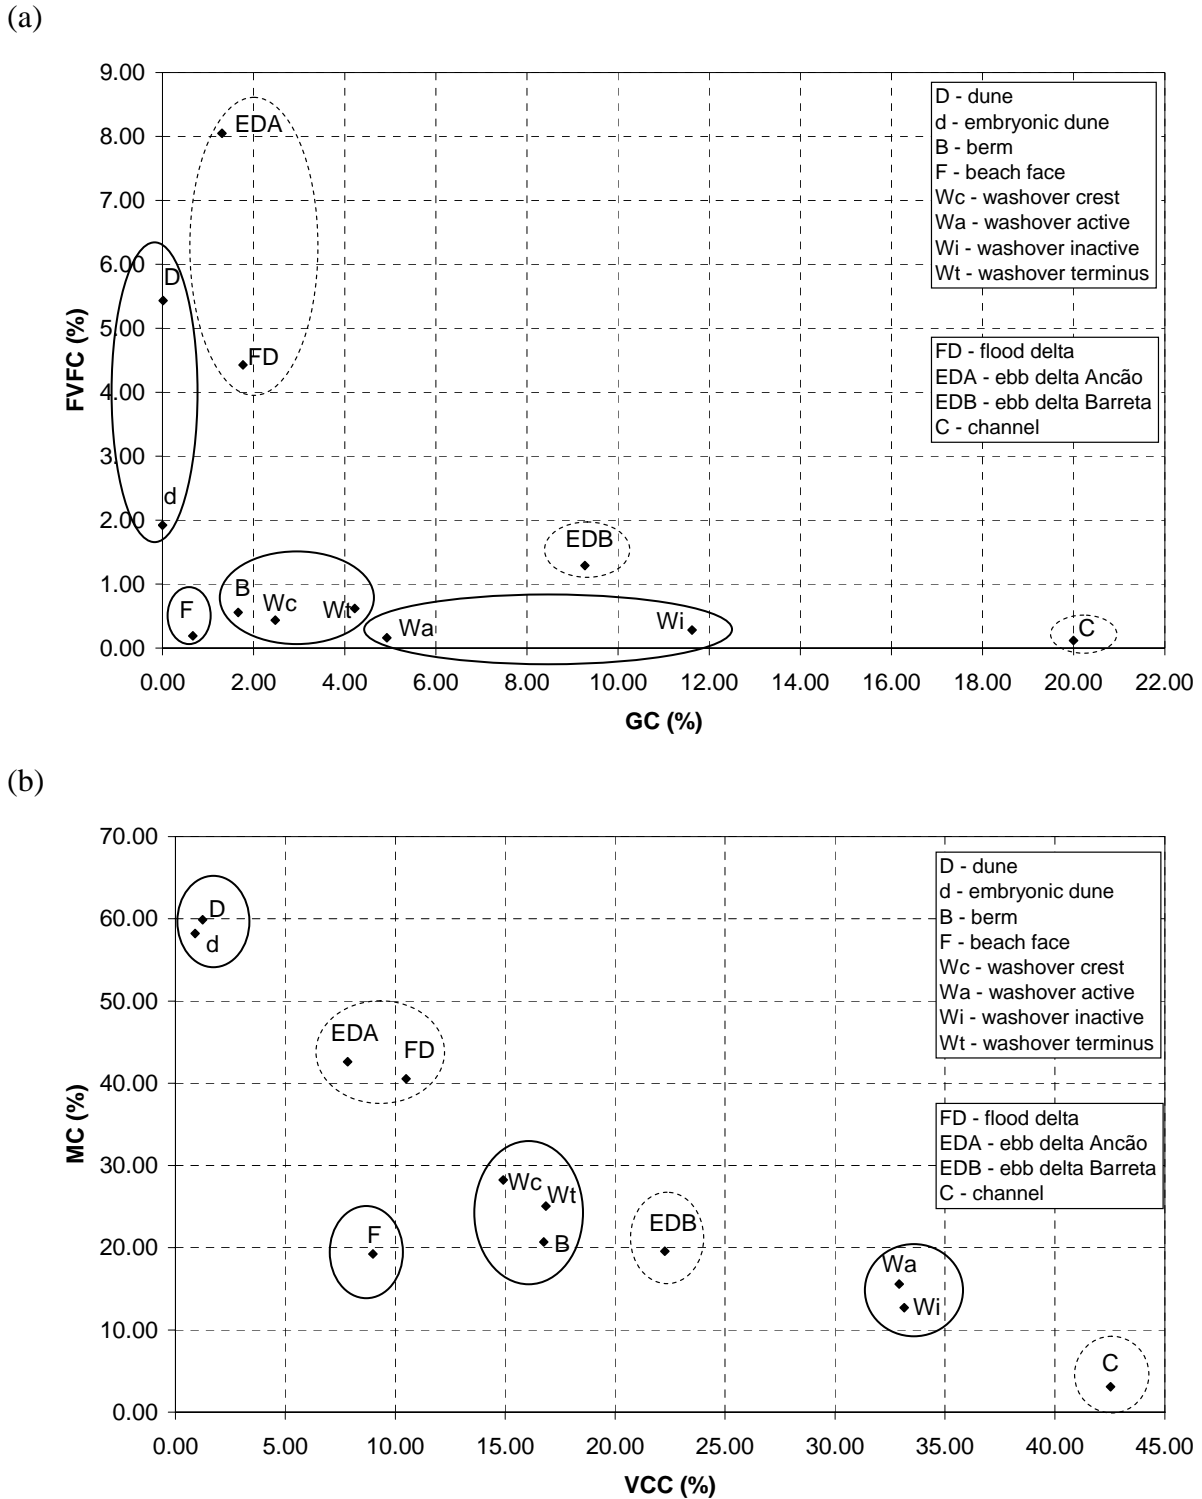 (a)
9.00
8.00
7.00
6.00
5.00
4.00
3.00
2.00
1.00
0.00
FVFC (%)
EDA
D
FD
d
EDB
B
F
Wc
Wt
Wa
Wi
C
D - dune
d - embryonic dune
B - berm
F - beach face
Wc - washover crest
Wa - washover active
Wi - washover inactive
Wt - washover terminus
FD - flood delta
EDA - ebb delta Ancão
EDB - ebb delta Barreta
C - channel
0.00 2.00 4.00 6.00 8.00 10.00 12.00 14.00 16.00 18.00 20.00 22.00
GC (%)
(b)
70.00
60.00
50.00
40.00
30.00
20.00
10.00
0.00
MC (%)
D
d
EDA
FD
Wc
Wt
B
F
EDB
Wa
Wi
C
D - dune
d - embryonic dune
B - berm
F - beach face
Wc - washover crest
Wa - washover active
Wi - washover inactive
Wt - washover terminus
FD - flood delta
EDA - ebb delta Ancão
EDB - ebb delta Barreta
C - channel
0.00 5.00 10.00 15.00 20.00 25.00 30.00 35.00 40.00 45.00
VCC (%)